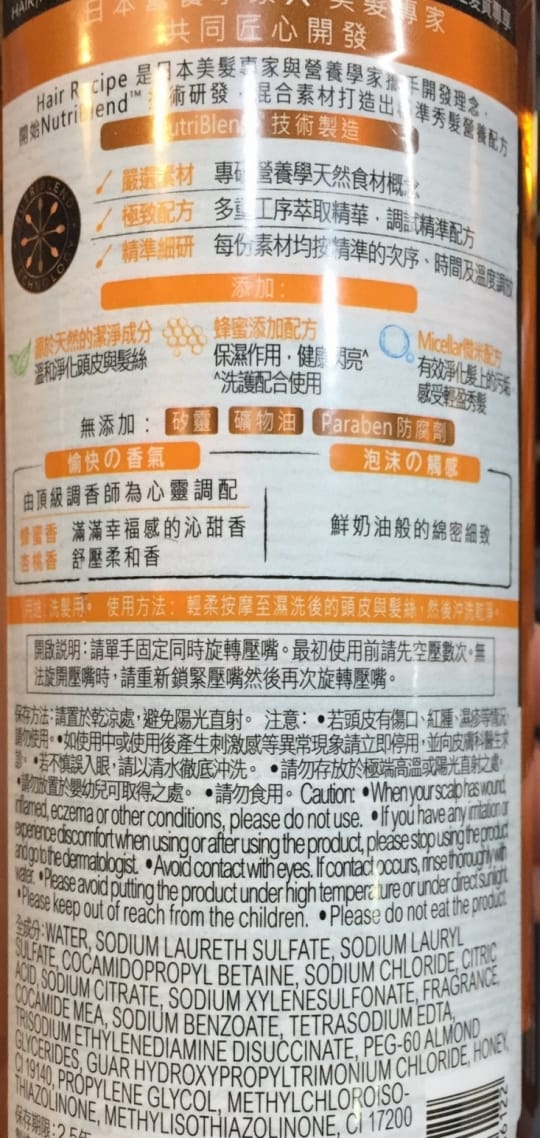 共同匠心開發
Hair Recipe 是日本美髮專家與營養學家攜手開發理念，
開始NutriBlend™ 技術研發，混合素材打造出精準秀髮營養配方
NutriBlend™ 技術製造
嚴選素材 專研營養學天然食材概念
極致配方 多重工序萃取精華，調試精準配方
精準細研 每份素材均按精準的次序、時間及溫度調放
添加：
源於天然的潔淨成分
溫和淨化頭皮與髮絲
蜂蜜添加配方
保濕作用，健康閃亮^
^洗護配合使用
Micellar微米配方
有效淨化髮上的污垢
感受輕盈秀髮
無添加： 矽靈 礦物油 Paraben防腐劑
愉快の香氣
由頂級調香師為心靈調配
蜂蜜香 滿滿幸福感的沁甜香
杏桃香 舒壓柔和香
泡沫の觸感
鮮奶油般的綿密細致
用途：洗髮用。 使用方法： 輕柔按摩至濕洗後的頭皮與髮絲，然後沖洗乾淨。
開啟説明：請單手固定同時旋轉壓嘴。最初使用前請先空壓數次。無
法旋開壓嘴時，請重新鎖緊壓嘴然後再次旋轉壓嘴。
保存方法：請置於乾涼處，避免陽光直射。 注意： •若頭皮有傷口、紅腫、濕疹等情況，
請勿使用。•如使用中或使用後產生刺激感等異常現象請立即停用，並向皮膚科醫生求
診。•若不慎誤入眼，請以清水徹底沖洗。 •請勿存放於極端高溫或陽光直射之處。
•請勿放置於嬰幼兒可取得之處。 •請勿食用。 Caution: •When your scalp has wound,
inflamed, eczema or other conditions, please do not use. •If you have any irritation or
experience discomfort when using or after using the product, please stop using the product
and go to the dermatologist. •Avoid contact with eyes. If contact occurs, rinse thoroughly with
water. •Please avoid putting the product under high temperature or under direct sunlight.
•Please keep out of reach from the children. •Please do not eat the product.
全成分：WATER, SODIUM LAURETH SULFATE, SODIUM LAURYL
SULFATE, COCAMIDOPROPYL BETAINE, SODIUM CHLORIDE, CITRIC
ACID, SODIUM CITRATE, SODIUM XYLENESULFONATE, FRAGRANCE,
COCAMIDE MEA, SODIUM BENZOATE, TETRASODIUM EDTA,
TRISODIUM ETHYLENEDIAMINE DISUCCINATE, PEG-60 ALMOND
GLYCERIDES, GUAR HYDROXYPROPYLTRIMONIUM CHLORIDE, HONEY,
CI 19140, PROPYLENE GLYCOL, METHYLCHLOROISO-
THIAZOLINONE, METHYLISOTHIAZOLINONE, CI 17200
保存期限：2.5年